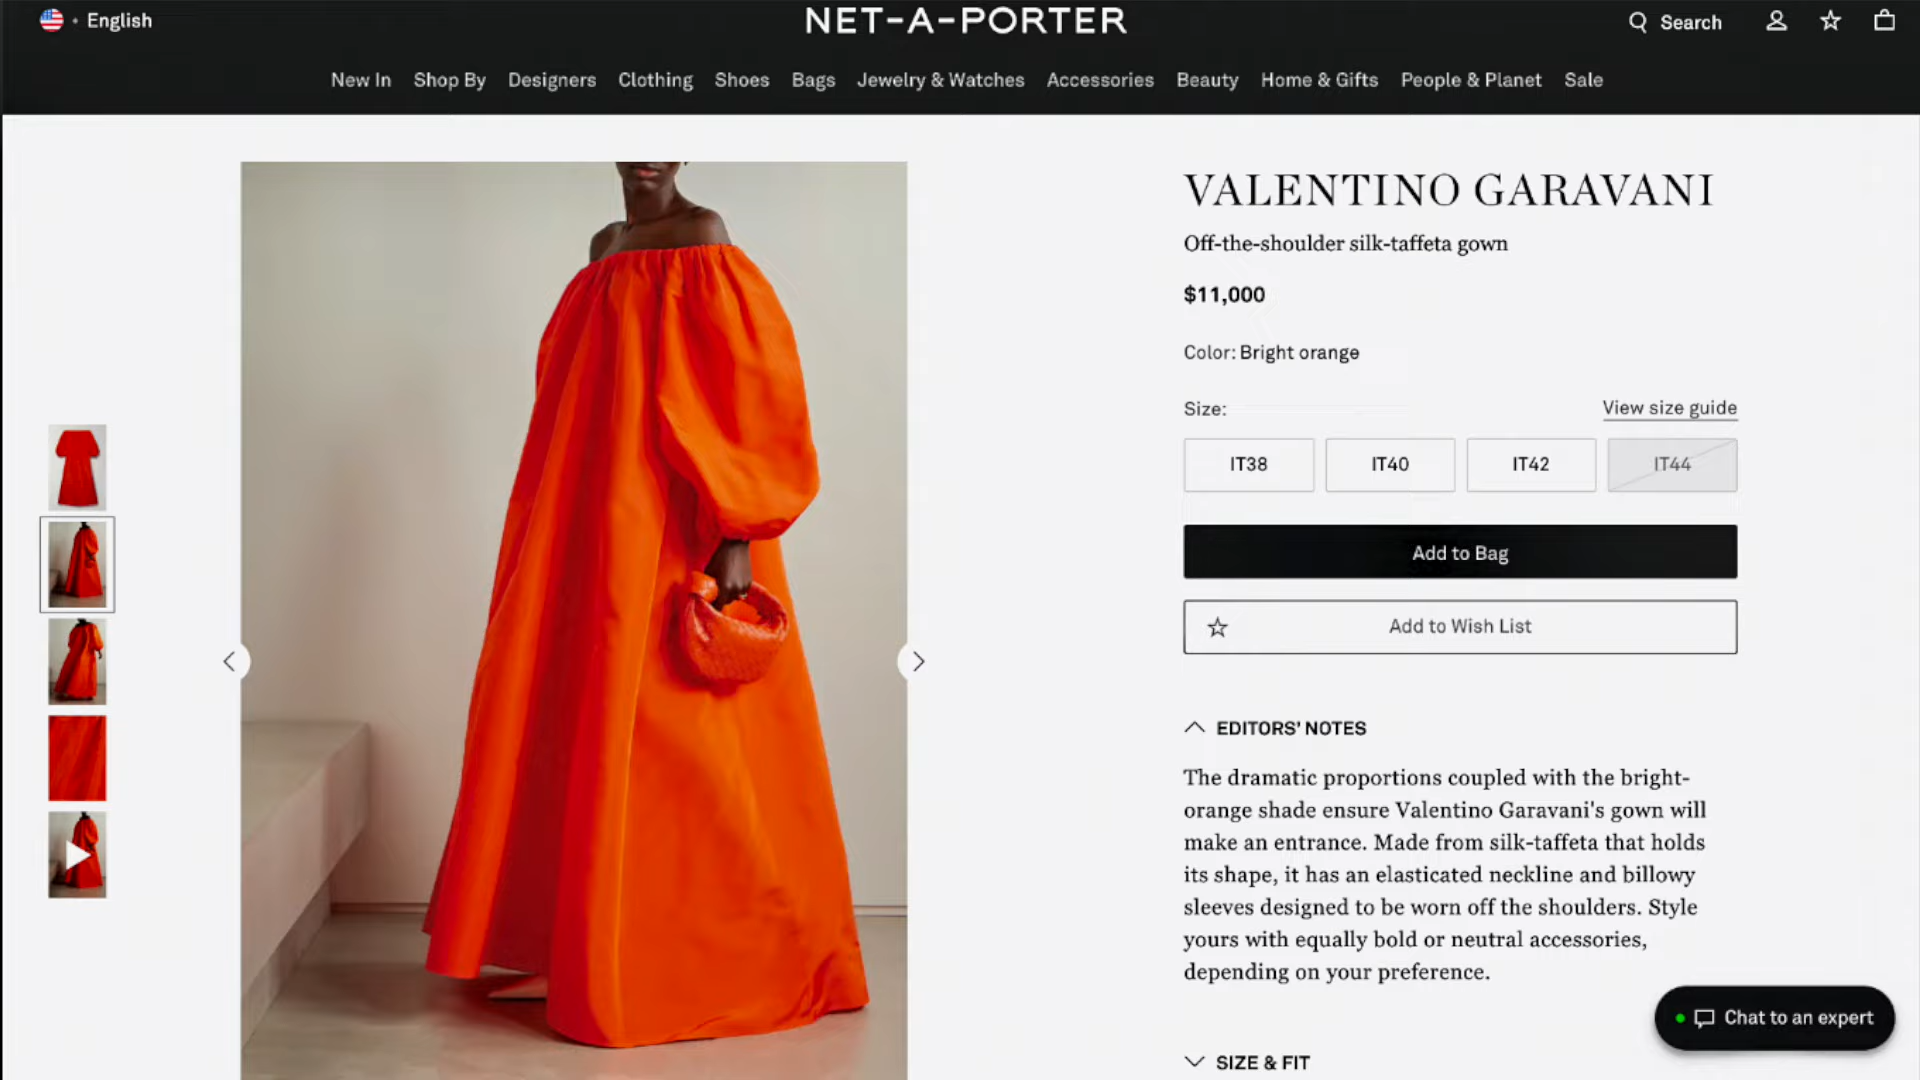 English
NET-A-PORTER
Search
New In Shop By Designers Clothing Shoes Bags Jewelry & Watches Accessories Beauty Home & Gifts People & Planet Sale
VALENTINO GARAVANI
Off-the-shoulder silk-taffeta gown
$11,000
Color: Bright orange
Size: View size guide
IT38 IT40 IT42 IT44
Add to Bag
Add to Wish List
EDITORS' NOTES
The dramatic proportions coupled with the bright-
orange shade ensure Valentino Garavani's gown will
make an entrance. Made from silk-taffeta that holds
its shape, it has an elasticated neckline and billowy
sleeves designed to be worn off the shoulders. Style
yours with equally bold or neutral accessories,
depending on your preference.
Chat to an expert
SIZE & FIT